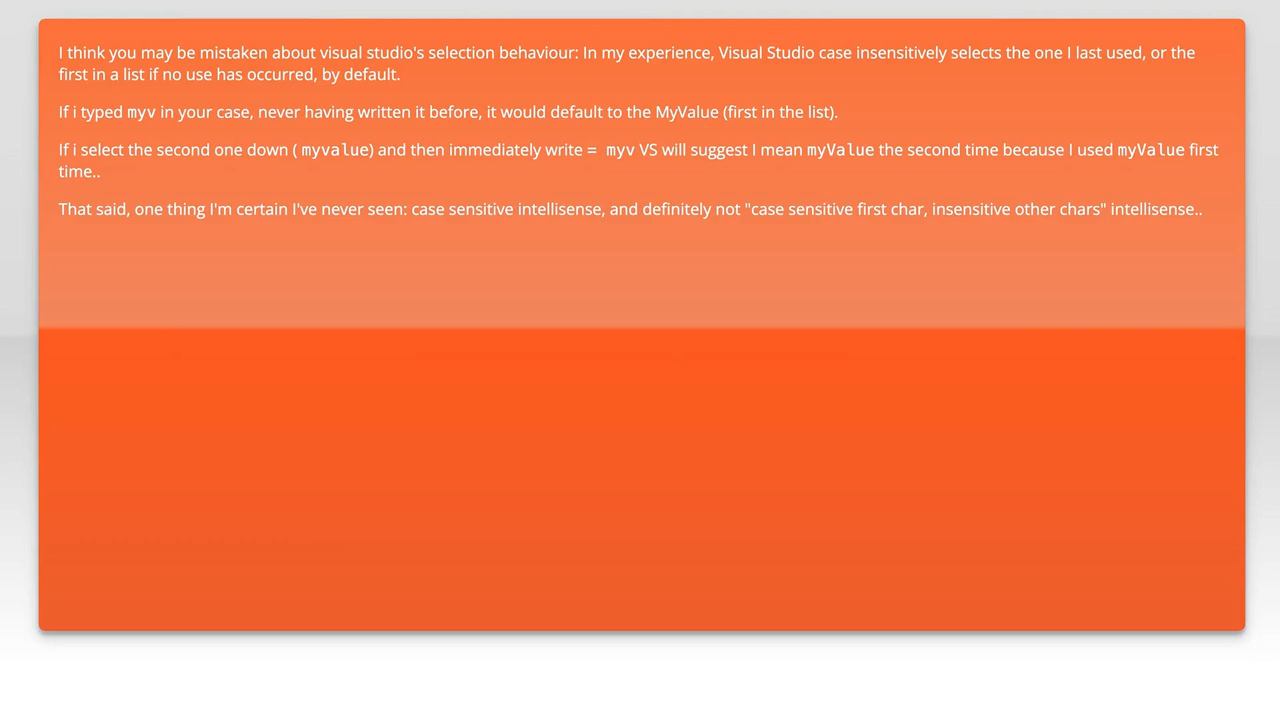 I think you may be mistaken about visual studio's selection behaviour: In my experience, Visual Studio case insensitively selects the one I last used, or the
first in a list if no use has occurred, by default.
If i typed myv in your case, never having written it before, it would default to the MyValue (first in the list).
If i select the second one down ( myvalue) and then immediately write = myv VS will suggest I mean myValue the second time because I used myValue first
time..
That said, one thing I'm certain I've never seen: case sensitive intellisense, and definitely not "case sensitive first char, insensitive other chars" intellisense..